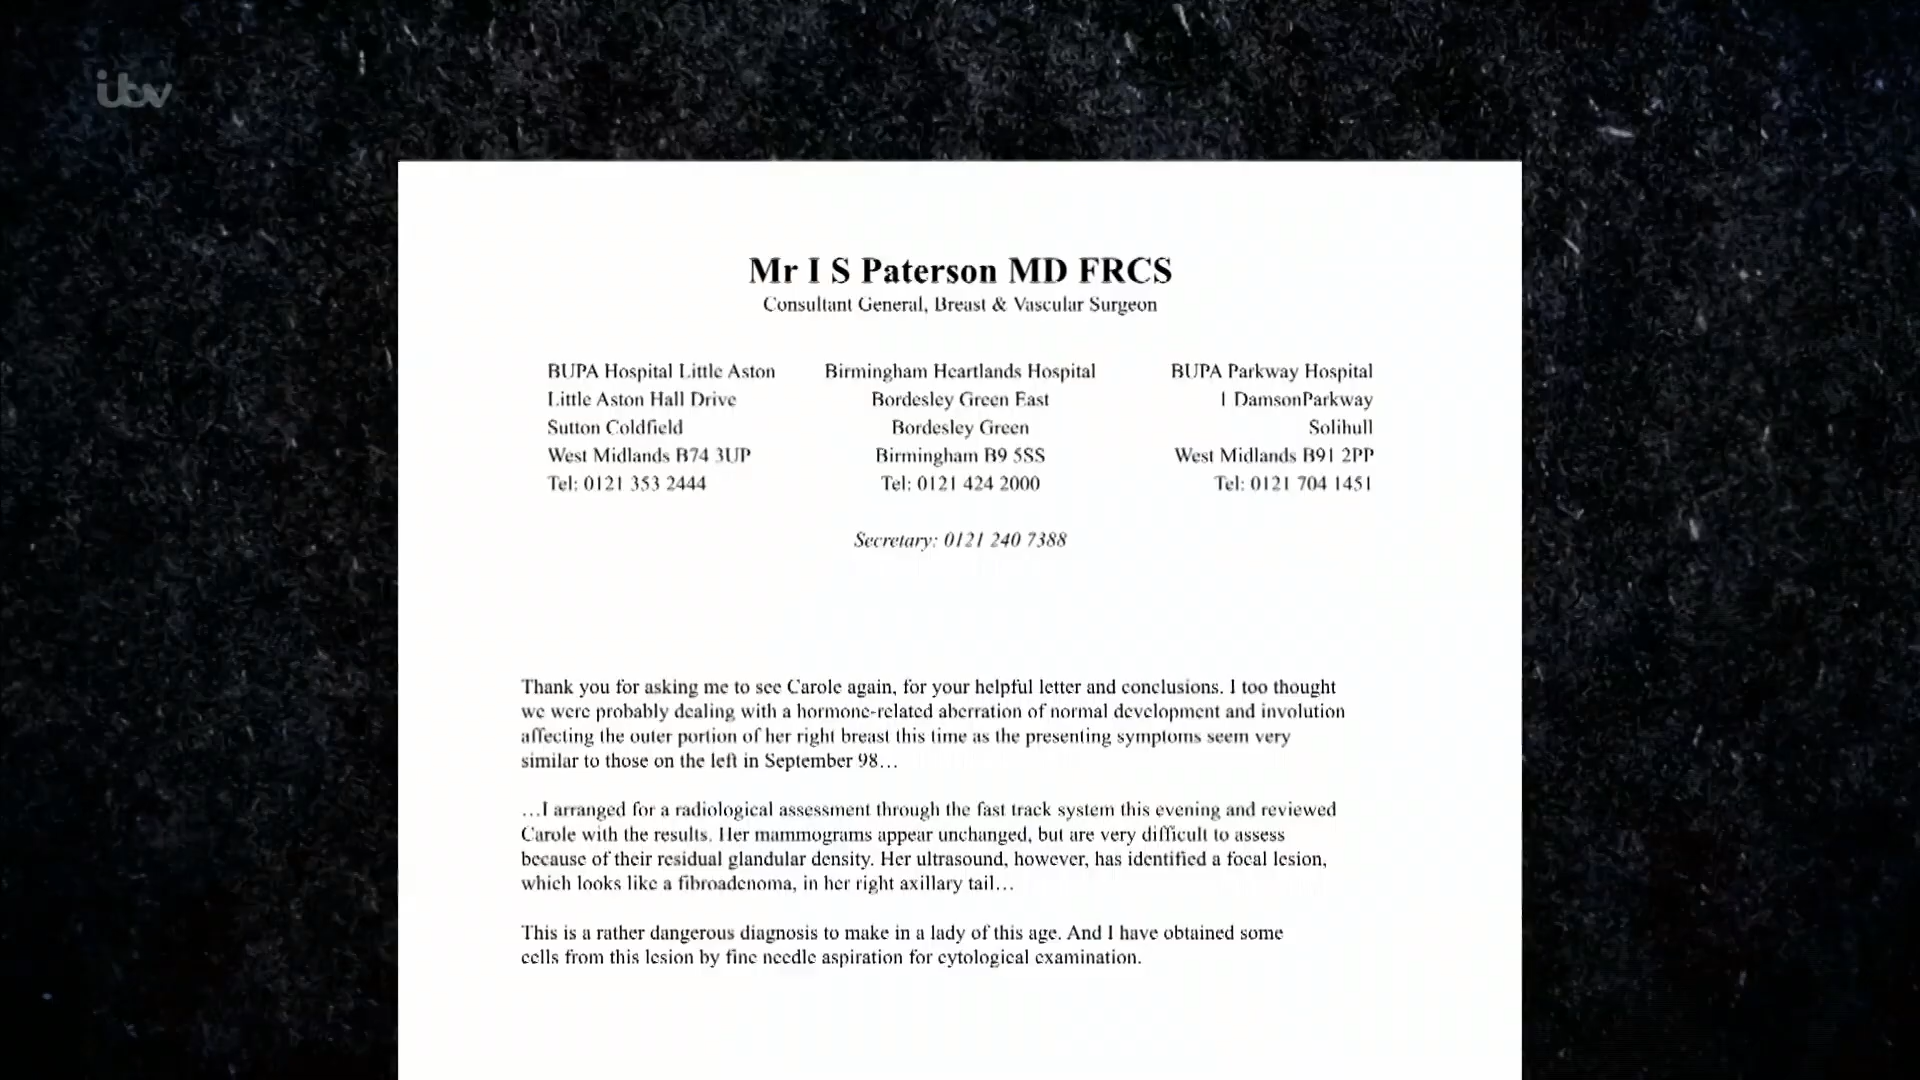 itv
Mr I S Paterson MD FRCS
Consultant General, Breast & Vascular Surgeon
BUPA Hospital Little Aston
Little Aston Hall Drive
Sutton Coldfield
West Midlands B74 3UP
Tel: 0121 353 2444
Birmingham Heartlands Hospital
Bordesley Green East
Bordesley Green
Birmingham B9 5SS
Tel: 0121 424 2000
BUPA Parkway Hospital
1 DamsonParkway
Solihull
West Midlands B91 2PP
Tel: 0121 704 1451
Secretary: 0121 240 7388
Thank you for asking me to see Carole again, for your helpful letter and conclusions. I too thought
we were probably dealing with a hormone-related aberration of normal development and involution
affecting the outer portion of her right breast this time as the presenting symptoms seem very
similar to those on the left in September 98…
…I arranged for a radiological assessment through the fast track system this evening and reviewed
Carole with the results. Her mammograms appear unchanged, but are very difficult to assess
because of their residual glandular density. Her ultrasound, however, has identified a focal lesion,
which looks like a fibroadenoma, in her right axillary tail…
This is a rather dangerous diagnosis to make in a lady of this age. And I have obtained some
cells from this lesion by fine needle aspiration for cytological examination.